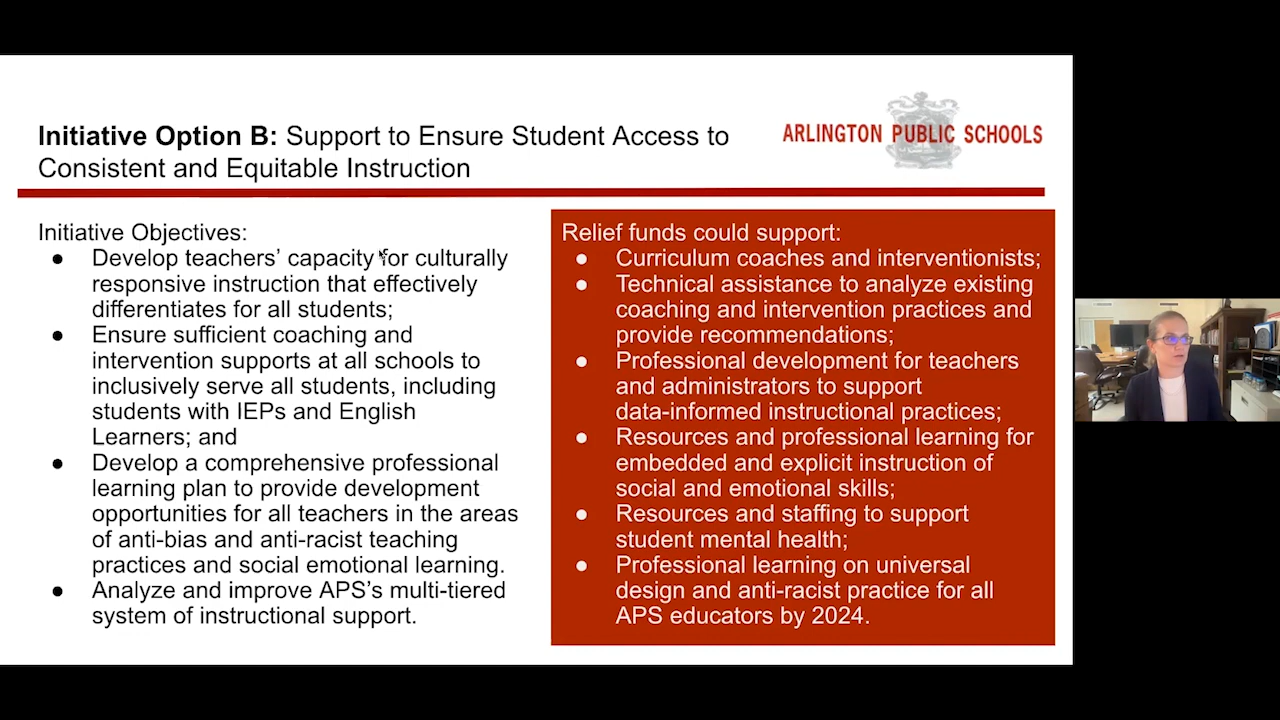 Initiative Option B: Support to Ensure Student Access to
Consistent and Equitable Instruction
ARLINGTON PUBLIC SCHOOLS
Initiative Objectives:
● Develop teachers' capacity for culturally
responsive instruction that effectively
differentiates for all students;
● Ensure sufficient coaching and
intervention supports at all schools to
inclusively serve all students, including
students with IEPs and English
Learners; and
● Develop a comprehensive professional
learning plan to provide development
opportunities for all teachers in the areas
of anti-bias and anti-racist teaching
practices and social emotional learning.
● Analyze and improve APS's multi-tiered
system of instructional support.
Relief funds could support:
● Curriculum coaches and interventionists;
● Technical assistance to analyze existing
coaching and intervention practices and
provide recommendations;
● Professional development for teachers
and administrators to support
data-informed instructional practices;
● Resources and professional learning for
embedded and explicit instruction of
social and emotional skills;
● Resources and staffing to support
student mental health;
● Professional learning on universal
design and anti-racist practice for all
APS educators by 2024.